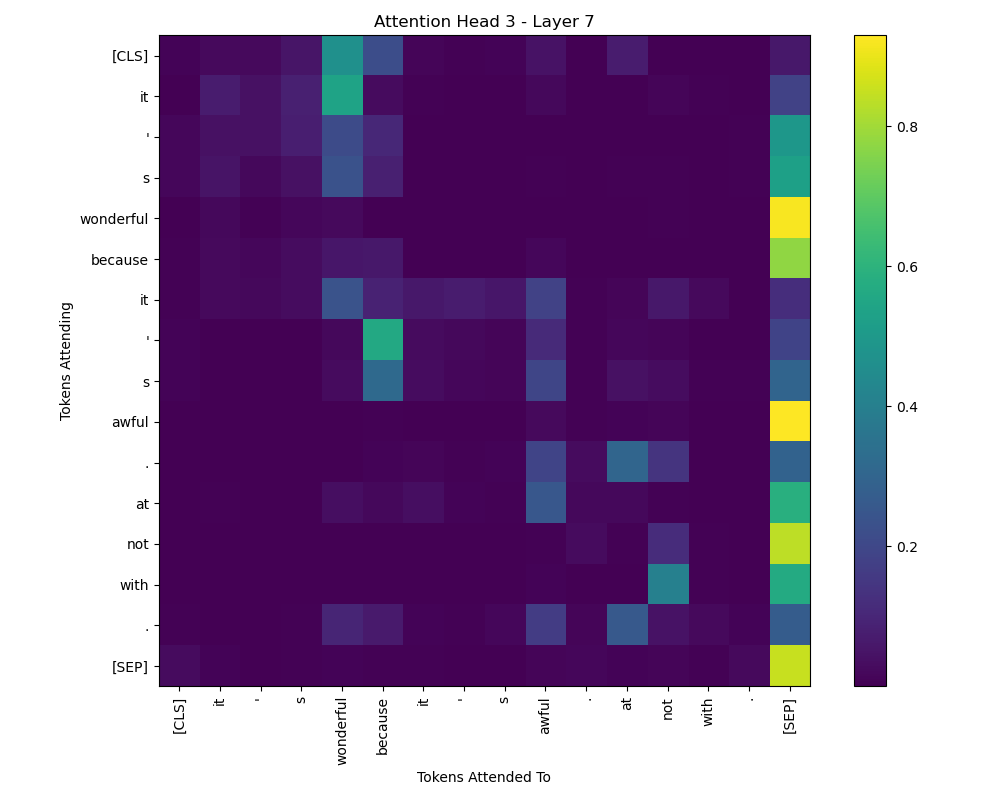 Attention Head 3 - Layer 7
Tokens Attending
[CLS]
it
'
s
wonderful
because
it
'
s
awful
.
at
not
with
.
[SEP]
[CLS]
it
'
s
wonderful
because
it
'
s
awful
.
at
not
with
.
[SEP]
Tokens Attended To
0.8
0.6
0.4
0.2